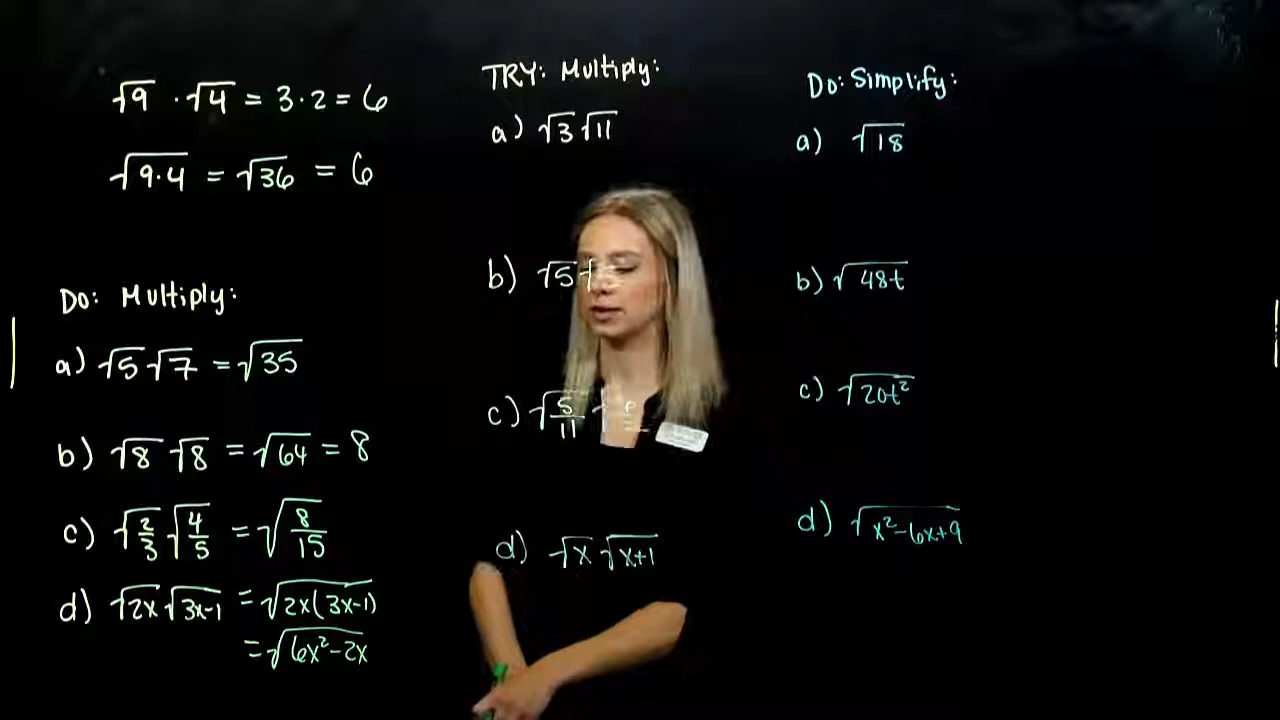 √9 · √4 = 3 · 2 = 6
√9·4 = √36 = 6
Do: Multiply:
a) √5 √7 = √35
b) √8 √8 = √64 = 8
c) √2/3 √4/5 = √8/15
d) √2x √3x-1 = √2x(3x-1)
= √6x²-2x
TRY: Multiply:
a) √3 √11
b) √5 √
c) √5/11 √
d) √x √x+1
Do: Simplify:
a) √18
b) √48t
c) √20t²
d) √x²-6x+9